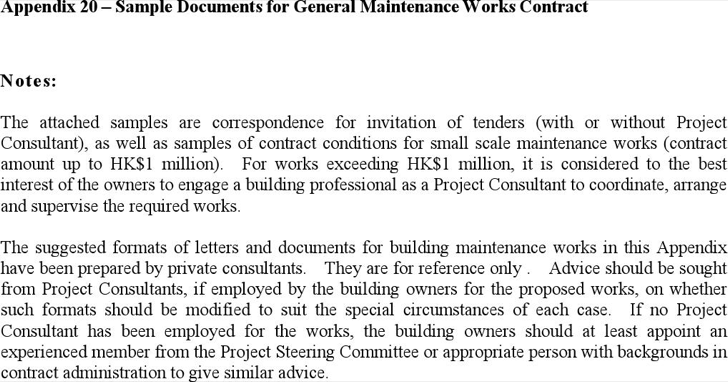 Appendix 20 – Sample Documents for General Maintenance Works Contract
Notes:
The attached samples are correspondence for invitation of tenders (with or without Project
Consultant), as well as samples of contract conditions for small scale maintenance works (contract
amount up to HK$1 million). For works exceeding HK$1 million, it is considered to the best
interest of the owners to engage a building professional as a Project Consultant to coordinate, arrange
and supervise the required works.
The suggested formats of letters and documents for building maintenance works in this Appendix
have been prepared by private consultants. They are for reference only . Advice should be sought
from Project Consultants, if employed by the building owners for the proposed works, on whether
such formats should be modified to suit the special circumstances of each case. If no Project
Consultant has been employed for the works, the building owners should at least appoint an
experienced member from the Project Steering Committee or appropriate person with backgrounds in
contract administration to give similar advice.